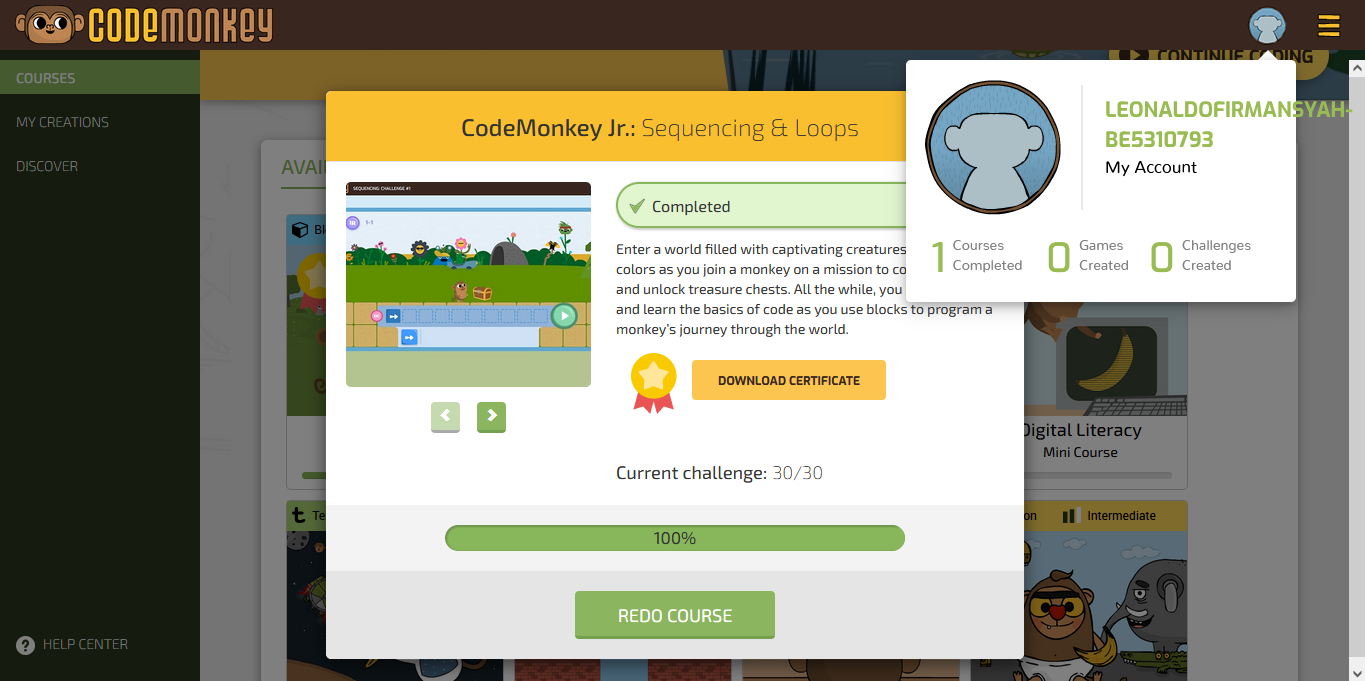 CODEMONKEY
CONTINUE CODING
COURSES
MY CREATIONS
DISCOVER
HELP CENTER
CodeMonkey Jr.: Sequencing & Loops
SEQUENCING: CHALLENGE #1
1-1
Completed
Enter a world filled with captivating creatures
colors as you join a monkey on a mission to co
and unlock treasure chests. All the while, you
and learn the basics of code as you use blocks to program a
monkey's journey through the world.
DOWNLOAD CERTIFICATE
Current challenge: 30/30
100%
REDO COURSE
LEONALDOFIRMANSYAH-
BE5310793
My Account
1 Courses
Completed
0 Games
Created
0 Challenges
Created
AVAI
Bl
Digital Literacy
Mini Course
Te
on
Intermediate